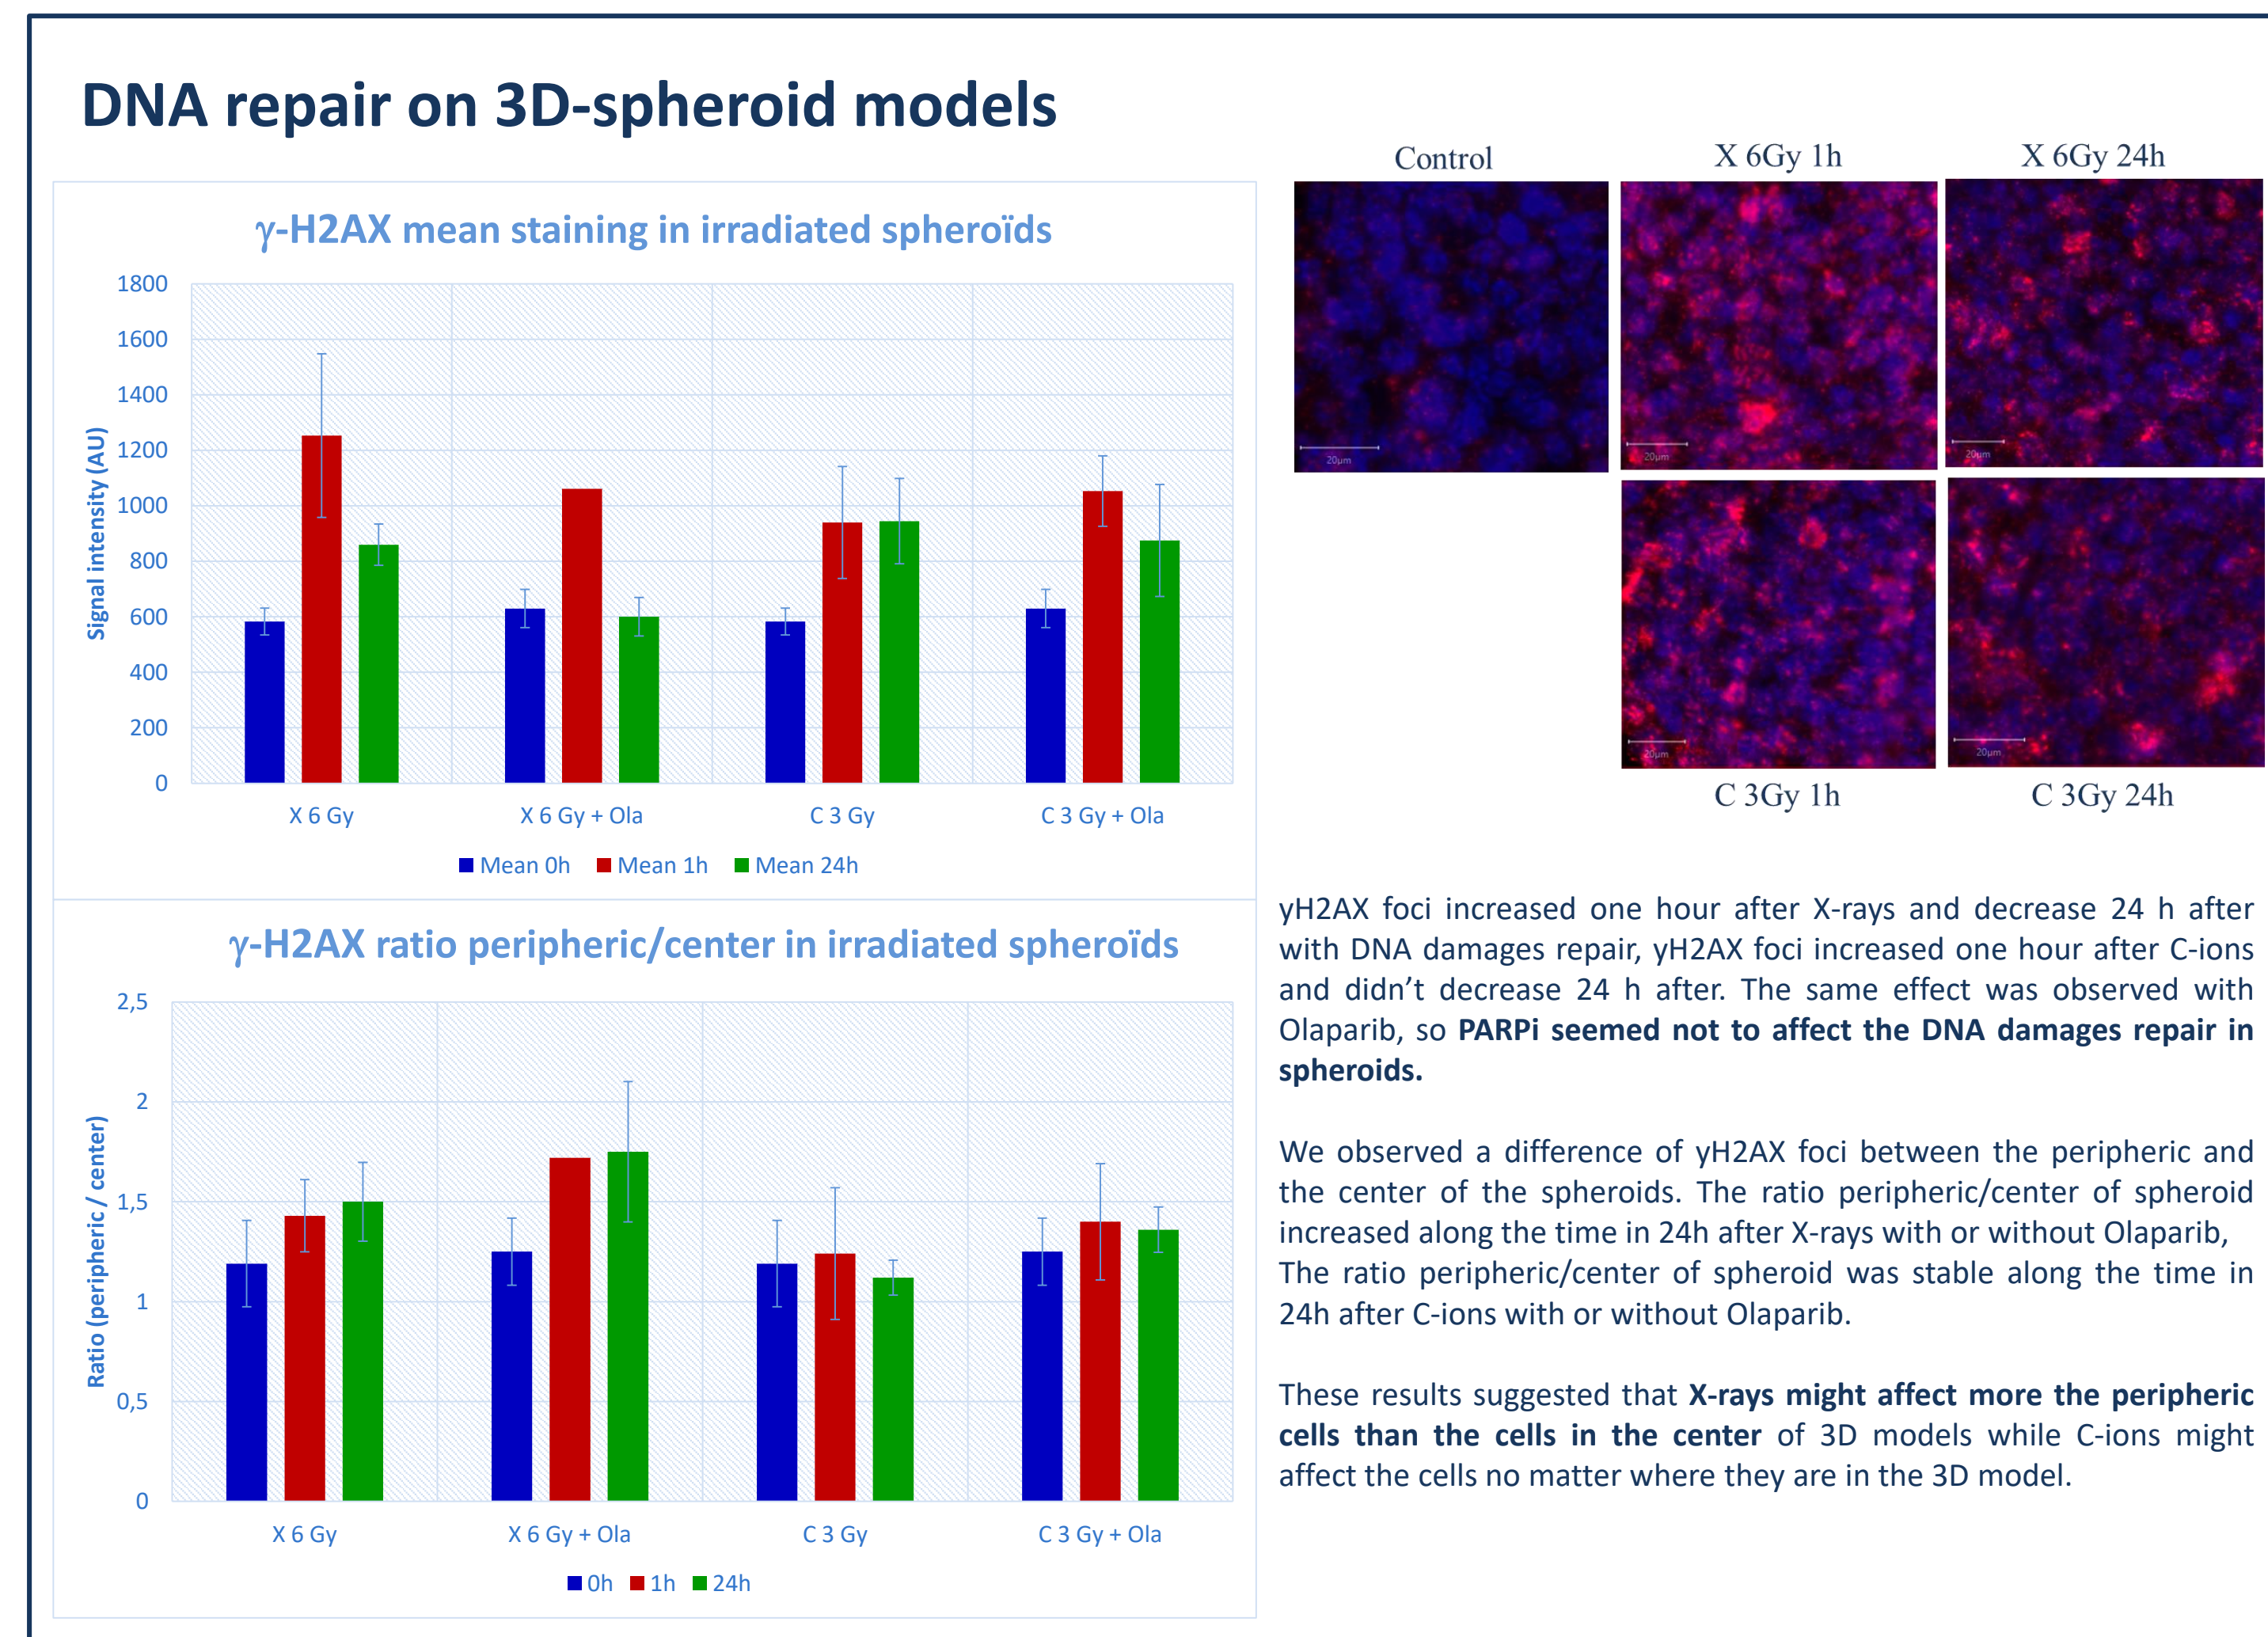 DNA repair on 3D-spheroid models
γ-H2AX mean staining in irradiated spheroïds
1800
1600
1400
1200
1000
800
600
400
200
0
Signal intensity (AU)
X 6 Gy
X 6 Gy + Ola
C 3 Gy
C 3 Gy + Ola
Mean 0h
Mean 1h
Mean 24h
γ-H2AX ratio peripheric/center in irradiated spheroïds
2,5
2
1,5
1
0,5
0
Ratio (peripheric / center)
X 6 Gy
X 6 Gy + Ola
C 3 Gy
C 3 Gy + Ola
0h
1h
24h
Control
X 6Gy 1h
X 6Gy 24h
20µm
20µm
20µm
20µm
20µm
C 3Gy 1h
C 3Gy 24h
yH2AX foci increased one hour after X-rays and decrease 24 h after
with DNA damages repair, yH2AX foci increased one hour after C-ions
and didn’t decrease 24 h after. The same effect was observed with
Olaparib, so PARPi seemed not to affect the DNA damages repair in
spheroids.
We observed a difference of yH2AX foci between the peripheric and
the center of the spheroids. The ratio peripheric/center of spheroid
increased along the time in 24h after X-rays with or without Olaparib,
The ratio peripheric/center of spheroid was stable along the time in
24h after C-ions with or without Olaparib.
These results suggested that X-rays might affect more the peripheric
cells than the cells in the center of 3D models while C-ions might
affect the cells no matter where they are in the 3D model.